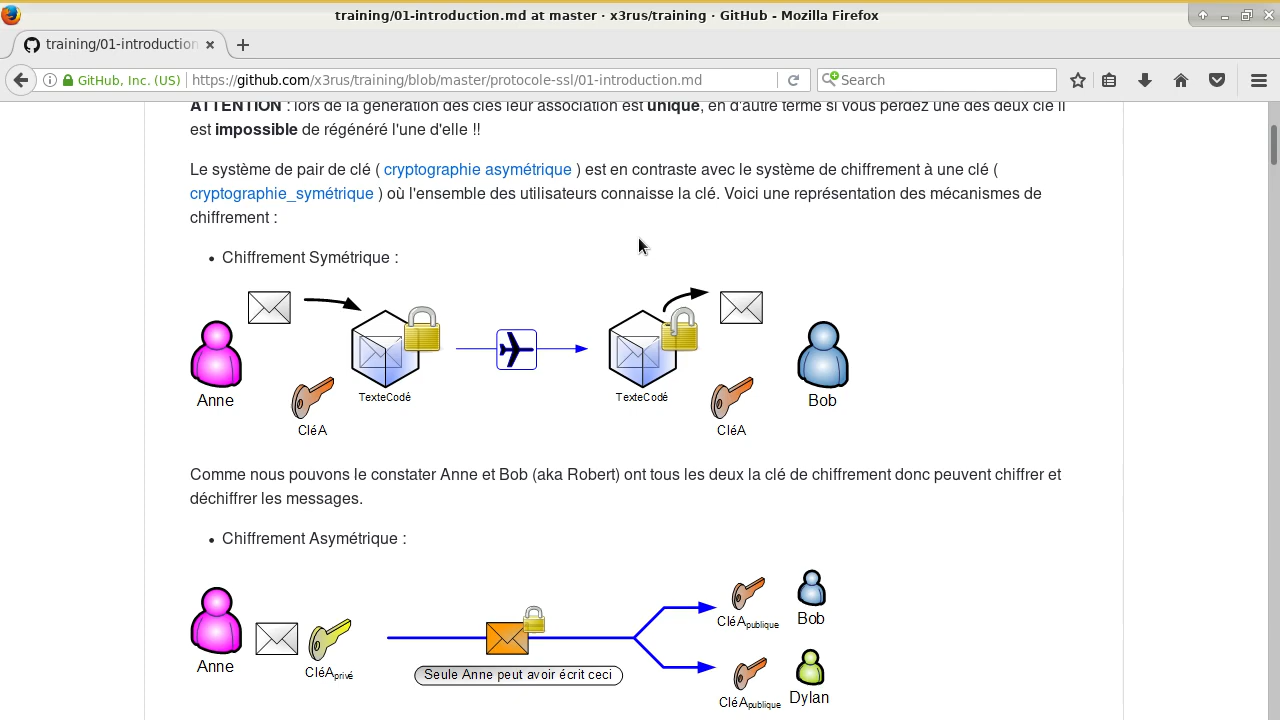 training/01-introduction.md at master · x3rus/training · GitHub - Mozilla Firefox
training/01-introduction
GitHub, Inc. (US)
https://github.com/x3rus/training/blob/master/protocole-ssl/01-introduction.md
Search
ATTENTION : lors de la génération des clés leur association est unique, en d'autre terme si vous perdez une des deux clé il
est impossible de régénéré l'une d'elle !!
Le système de pair de clé ( cryptographie asymétrique ) est en contraste avec le système de chiffrement à une clé (
cryptographie_symétrique ) où l'ensemble des utilisateurs connaisse la clé. Voici une représentation des mécanismes de
chiffrement :
• Chiffrement Symétrique :
Anne
CléA
TexteCodé
TexteCodé
CléA
Bob
Comme nous pouvons le constater Anne et Bob (aka Robert) ont tous les deux la clé de chiffrement donc peuvent chiffrer et
déchiffrer les messages.
• Chiffrement Asymétrique :
Anne
CléAprivé
Seule Anne peut avoir écrit ceci
CléApublique
Bob
CléApublique
Dylan